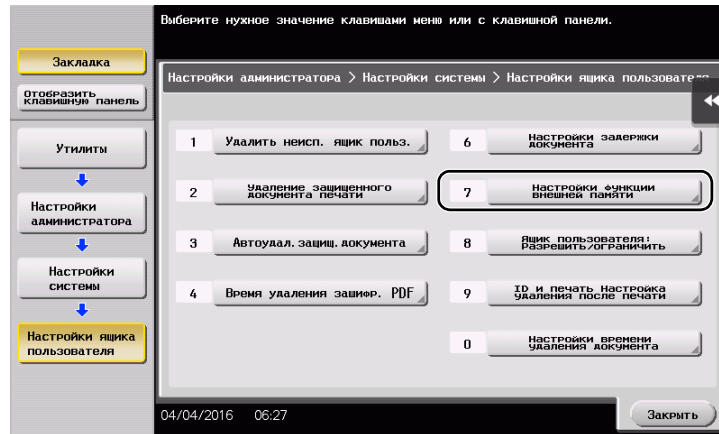 Выберите нужное значение клавишами меню или с клавишной панели.
Закладка
Отобразить
клавишную панель
Утилиты
Настройки
администратора
Настройки
системы
Настройки ящика
пользователя
Настройки администратора > Настройки системы > Настройки ящика пользователя
1 Удалить неисп. ящик польз.
2 Удаление защищенного
документа печати
3 Автоудал.защищ.документа
4 Время удаления зашифр. PDF
6 Настройки задержки
документа
7 Настройки функции
внешней памяти
8 Ящик пользователя:
Разрешить/ограничить
9 ID и печать Настройка
удаления после печати
0 Настройки времени
удаления документа
04/04/2016 06:27
Закрыть